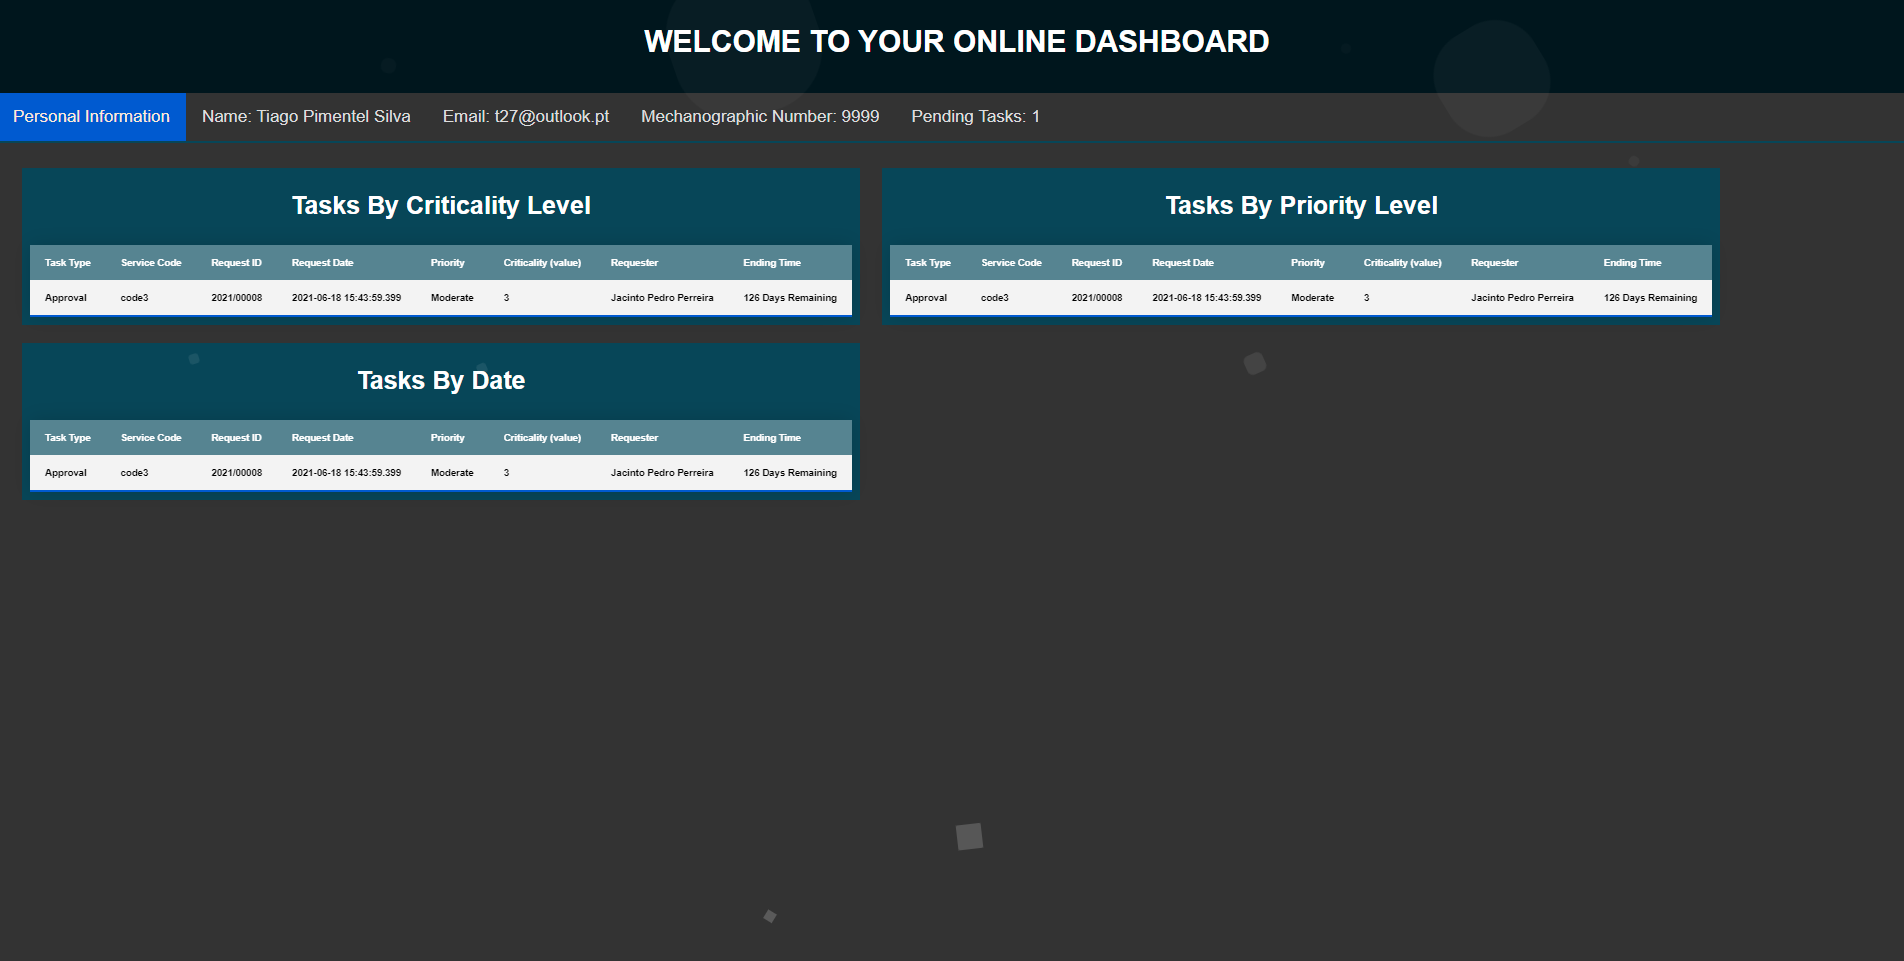 WELCOME TO YOUR ONLINE DASHBOARD
Personal Information Name: Tiago Pimentel Silva Email: t27@outlook.pt Mechanographic Number: 9999 Pending Tasks: 1
Tasks By Criticality Level
Task Type Service Code Request ID Request Date Priority Criticality (value) Requester Ending Time
Approval code3 2021/00008 2021-06-18 15:43:59.399 Moderate 3 Jacinto Pedro Perreira 126 Days Remaining
Tasks By Priority Level
Task Type Service Code Request ID Request Date Priority Criticality (value) Requester Ending Time
Approval code3 2021/00008 2021-06-18 15:43:59.399 Moderate 3 Jacinto Pedro Perreira 126 Days Remaining
Tasks By Date
Task Type Service Code Request ID Request Date Priority Criticality (value) Requester Ending Time
Approval code3 2021/00008 2021-06-18 15:43:59.399 Moderate 3 Jacinto Pedro Perreira 126 Days Remaining